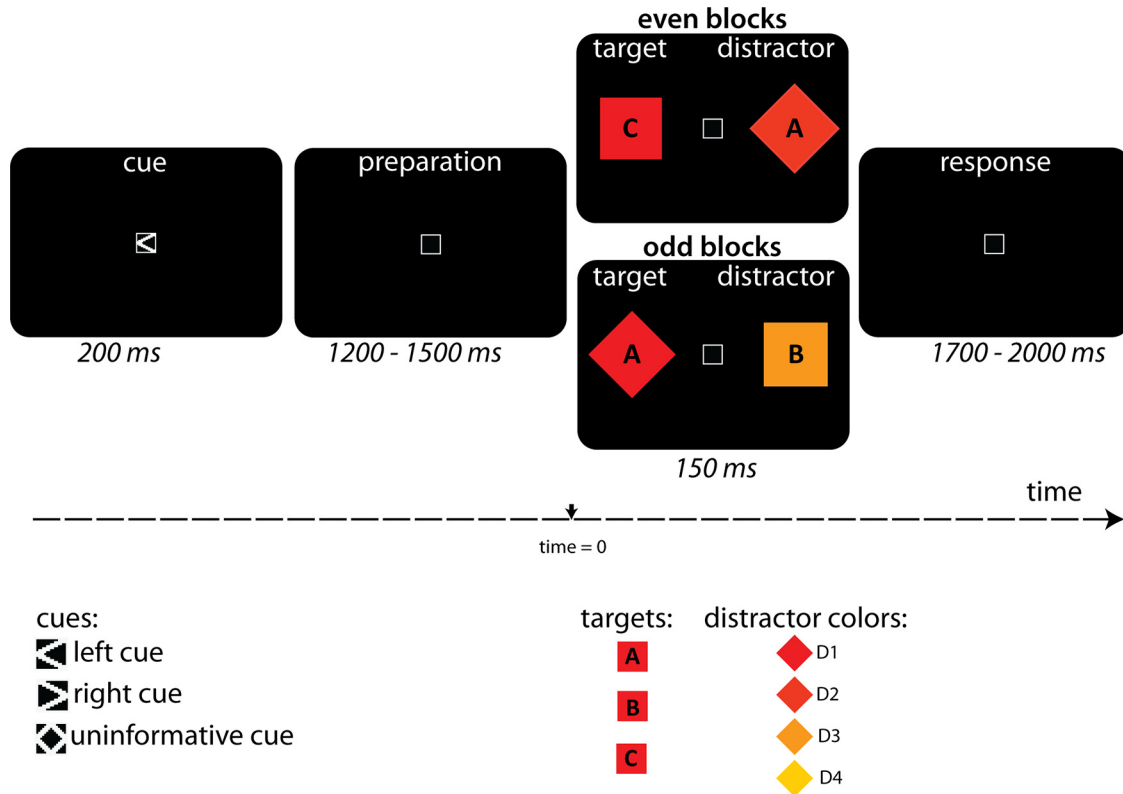 even blocks
target distractor
C A
cue
preparation
response
odd blocks
target distractor
A B
200 ms
1200 - 1500 ms
1700 - 2000 ms
150 ms
time
time = 0
cues:
left cue
right cue
uninformative cue
targets:
A
B
C
distractor colors:
D1
D2
D3
D4